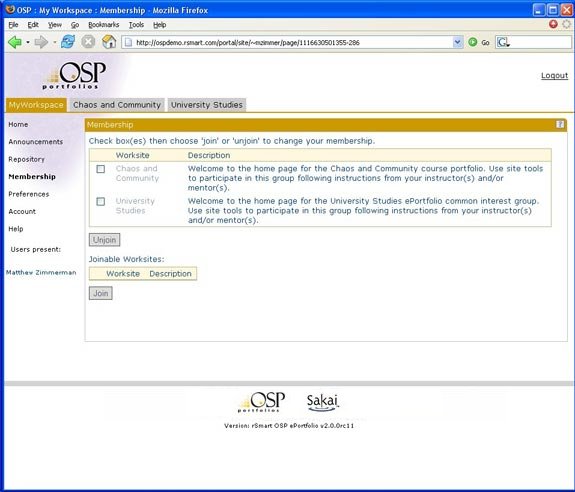 OSP : My Workspace : Membership - Mozilla Firefox
File Edit View Go Bookmarks Tools Help
http://ospdemo.rsmart.com/portal/site/~mzimmer/page/1116630501355-286
Go
G
OSP
portfolios
Logout
MyWorkspace Chaos and Community University Studies
Home
Announcements
Repository
Membership
Preferences
Account
Help
Users present:
Matthew Zimmerman
Membership ?
Check box(es) then choose 'join' or 'unjoin' to change your membership.
Worksite Description
Chaos and Community
Welcome to the home page for the Chaos and Community course portfolio. Use site tools
to participate in this group following instructions from your instructor(s) and/or
mentor(s).
University Studies
Welcome to the home page for the University Studies ePortfolio common interest group.
Use site tools to participate in this group following instructions from your instructor(s)
and/or mentor(s).
Unjoin
Joinable Worksites:
Worksite Description
Join
OSP
portfolios
Sakai
Version: rSmart OSP ePortfolio v2.0.0rc11